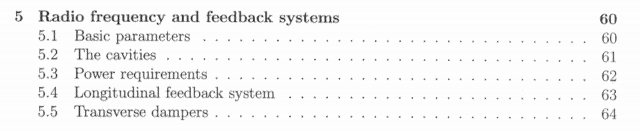 5 Radio frequency and feedback systems 60
5.1 Basic parameters . . . . . . . . . . . . . . . . . . . . . . . . . . . . . . . . 60
5.2 The cavities . . . . . . . . . . . . . . . . . . . . . . . . . . . . . . . . . . . 61
5.3 Power requirements . . . . . . . . . . . . . . . . . . . . . . . . . . . . . . . 62
5.4 Longitudinal feedback system . . . . . . . . . . . . . . . . . . . . . . . . . 63
5.5 Transverse dampers . . . . . . . . . . . . . . . . . . . . . . . . . . . . . . . 64